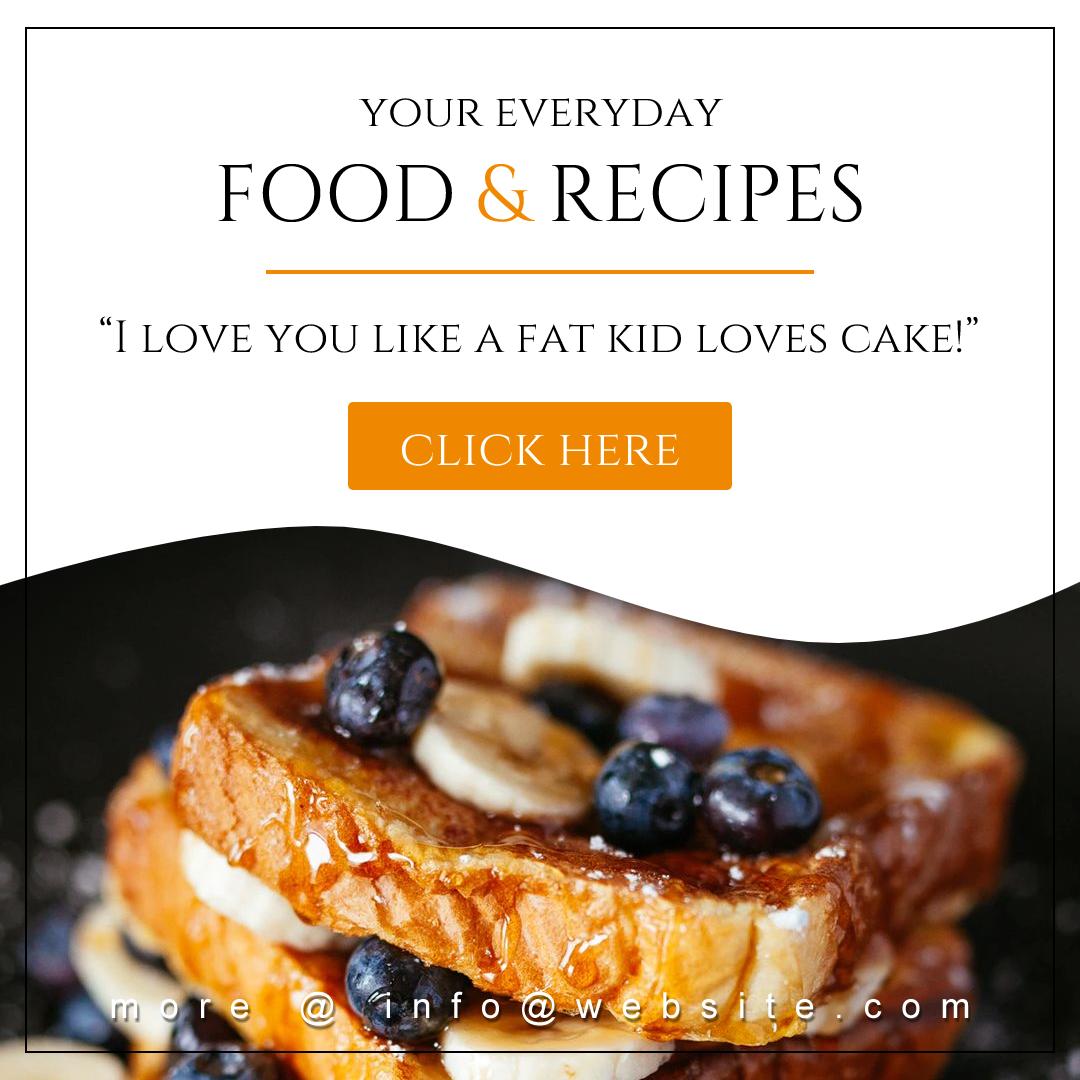 YOUR EVERYDAY
FOOD & RECIPES
“I LOVE YOU LIKE A FAT KID LOVES CAKE!”
CLICK HERE
more @ info@website.com